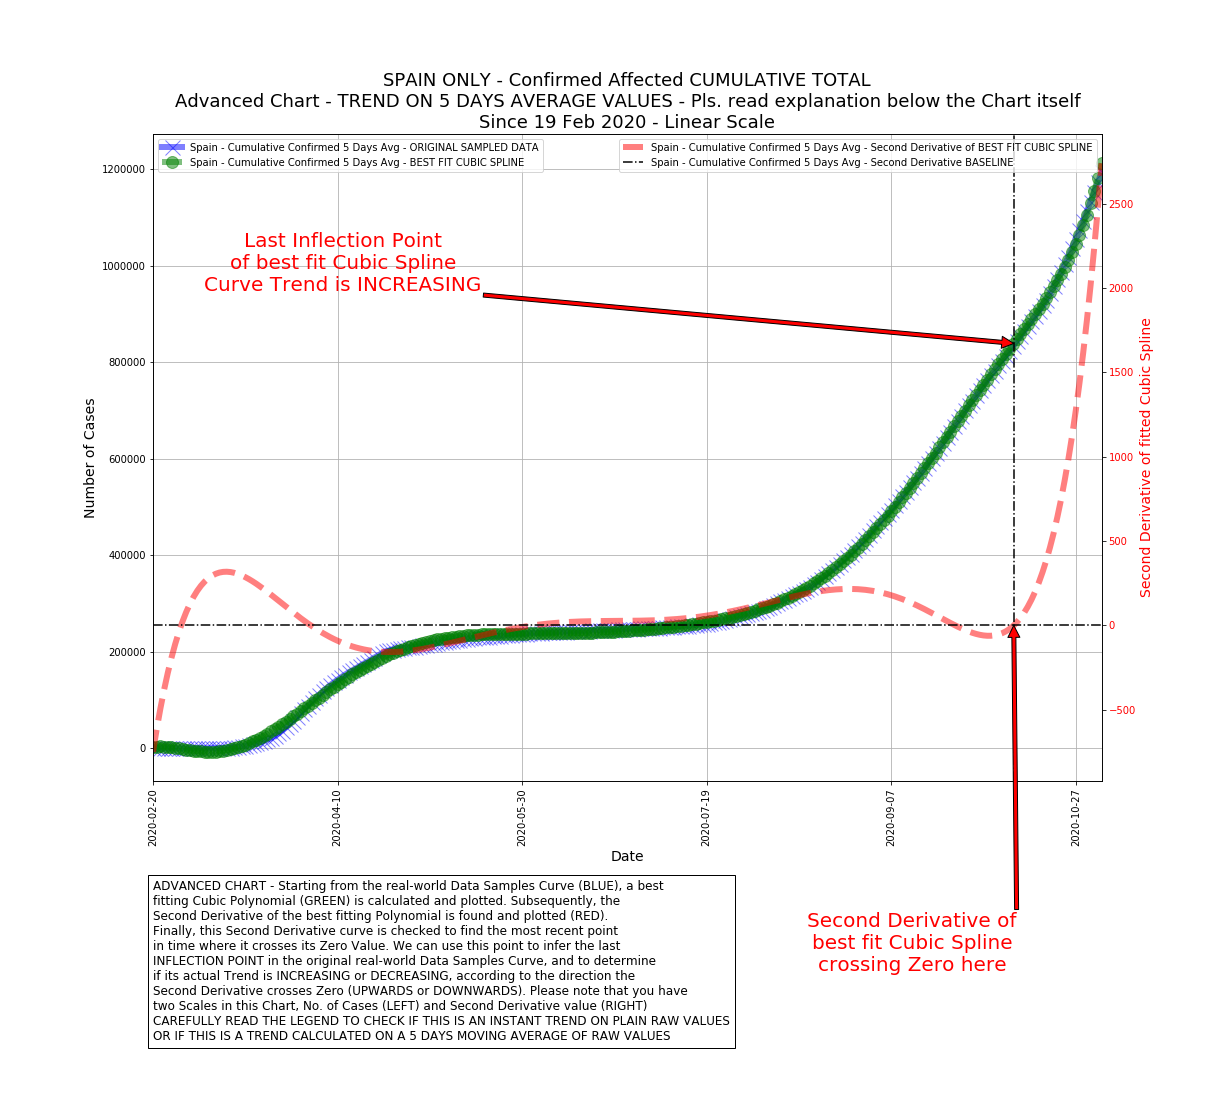 SPAIN ONLY - Confirmed Affected CUMULATIVE TOTAL
Advanced Chart - TREND ON 5 DAYS AVERAGE VALUES - Pls. read explanation below the Chart itself
Since 19 Feb 2020 - Linear Scale
Spain - Cumulative Confirmed 5 Days Avg - ORIGINAL SAMPLED DATA
Spain - Cumulative Confirmed 5 Days Avg - BEST FIT CUBIC SPLINE
Spain - Cumulative Confirmed 5 Days Avg - Second Derivative of BEST FIT CUBIC SPLINE
Spain - Cumulative Confirmed 5 Days Avg - Second Derivative BASELINE
Last Inflection Point
of best fit Cubic Spline
Curve Trend is INCREASING
Number of Cases
1200000
1000000
800000
600000
400000
200000
0
2500
2000
1500
1000
500
0
−500
Second Derivative of fitted Cubic Spline
2020-02-20
2020-04-10
2020-05-30
2020-07-19
2020-09-07
2020-10-27
Date
Second Derivative of
best fit Cubic Spline
crossing Zero here
ADVANCED CHART - Starting from the real-world Data Samples Curve (BLUE), a best
fitting Cubic Polynomial (GREEN) is calculated and plotted. Subsequently, the
Second Derivative of the best fitting Polynomial is found and plotted (RED).
Finally, this Second Derivative curve is checked to find the most recent point
in time where it crosses its Zero Value. We can use this point to infer the last
INFLECTION POINT in the original real-world Data Samples Curve, and to determine
if its actual Trend is INCREASING or DECREASING, according to the direction the
Second Derivative crosses Zero (UPWARDS or DOWNWARDS). Please note that you have
two Scales in this Chart, No. of Cases (LEFT) and Second Derivative value (RIGHT)
CAREFULLY READ THE LEGEND TO CHECK IF THIS IS AN INSTANT TREND ON PLAIN RAW VALUES
OR IF THIS IS A TREND CALCULATED ON A 5 DAYS MOVING AVERAGE OF RAW VALUES